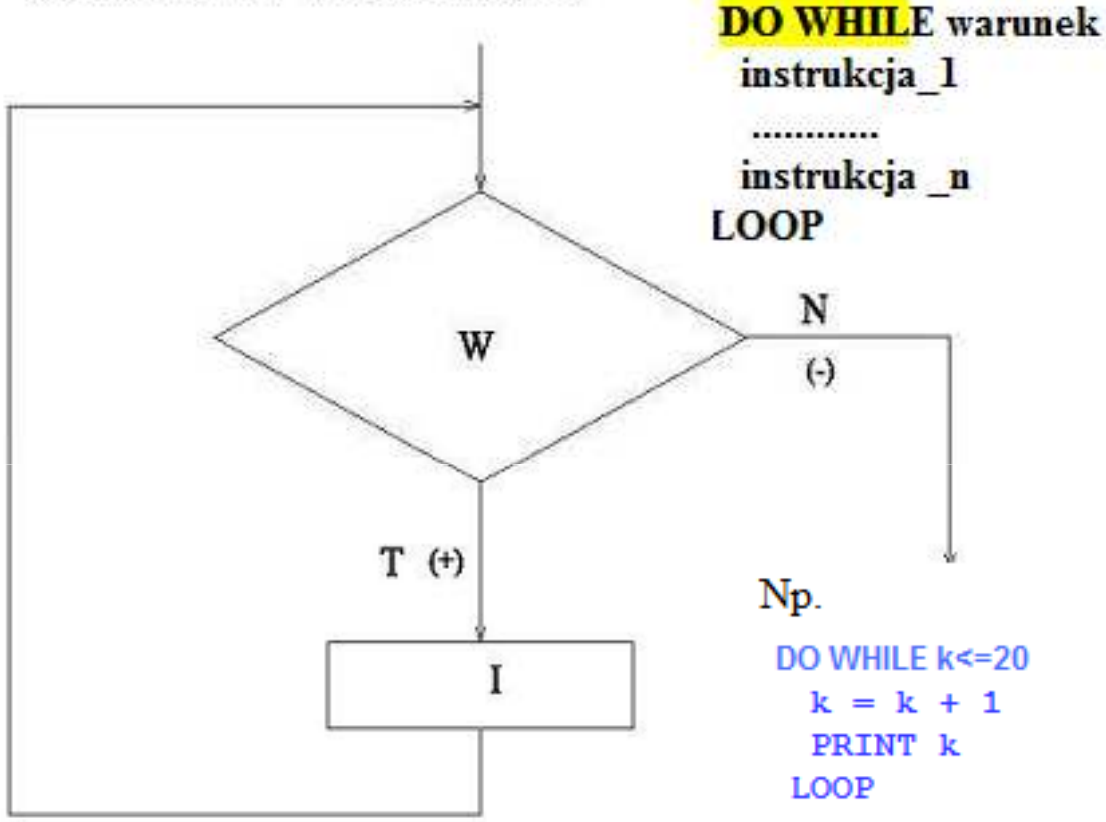 DO WHILE warunek
instrukcja_1
............
instrukcja _n
LOOP
W
N
(-)
T (+)
I
Np.
DO WHILE k<=20
k = k + 1
PRINT k
LOOP